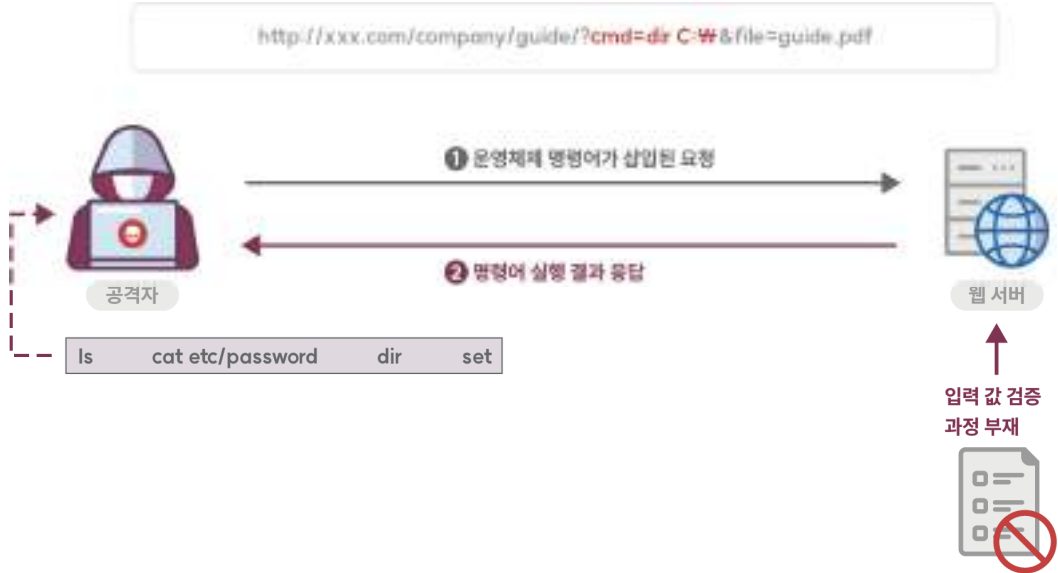 http://xxx.com/company/guide/?cmd=dir C:₩&file=guide.pdf
1 운영체제 명령어가 삽입된 요청
2 명령어 실행 결과 응답
공격자
웹 서버
ls cat etc/password dir set
입력 값 검증
과정 부재